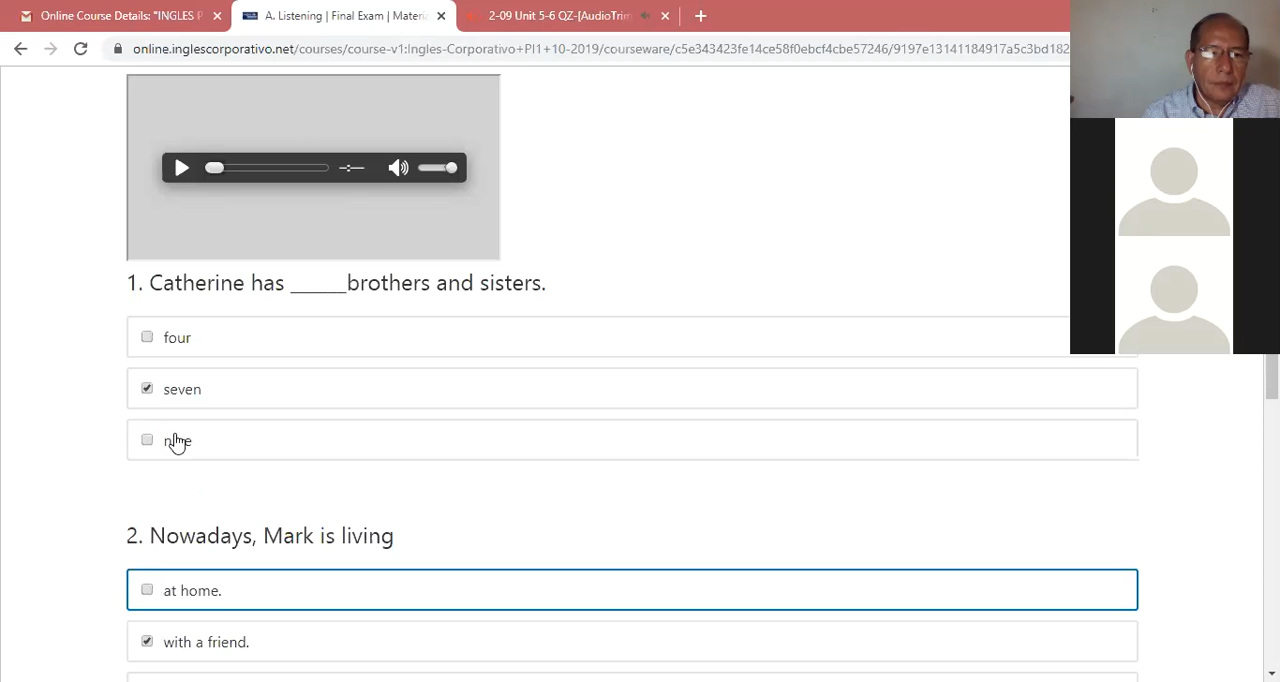 Online Course Details: "INGLES P
A. Listening | Final Exam | Materi
2-09 Unit 5-6 QZ-[AudioTrim
online.inglescorporativo.net/courses/course-v1:Ingles-Corporativo+PI1+10-2019/courseware/c5e343423fe14ce58f0ebcf4cbe57246/9197e13141184917a5c3bd182
1. Catherine has ______brothers and sisters.
four
seven
2. Nowadays, Mark is living
at home.
with a friend.